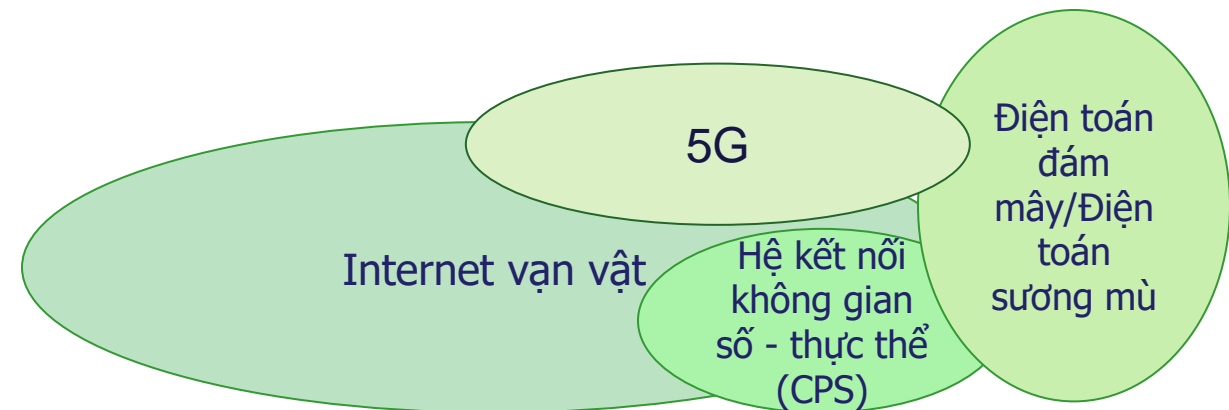 5G
Internet vạn vật
Hệ kết nối
không gian
số - thực thể
(CPS)
Điện toán
đám
mây/Điện
toán
sương mù